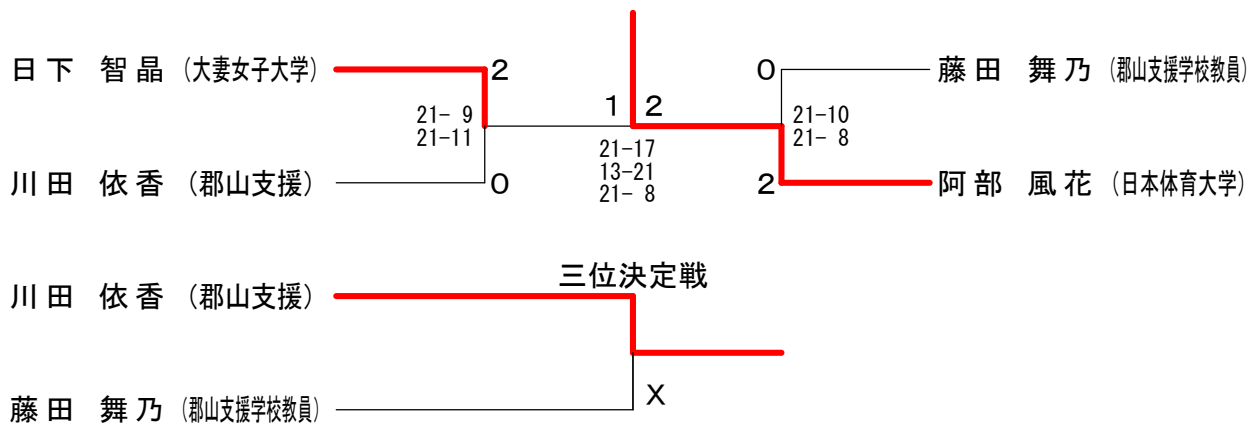 日下 智晶 (大妻女子大学) 2
0 藤田 舞乃 (郡山支援学校教員)
21- 9
21-11
1 2
21-10
21- 8
21-17
13-21
21- 8
川田 依香 (郡山支援) 0
2 阿部 風花 (日本体育大学)
三位決定戦
川田 依香 (郡山支援)
藤田 舞乃 (郡山支援学校教員) X